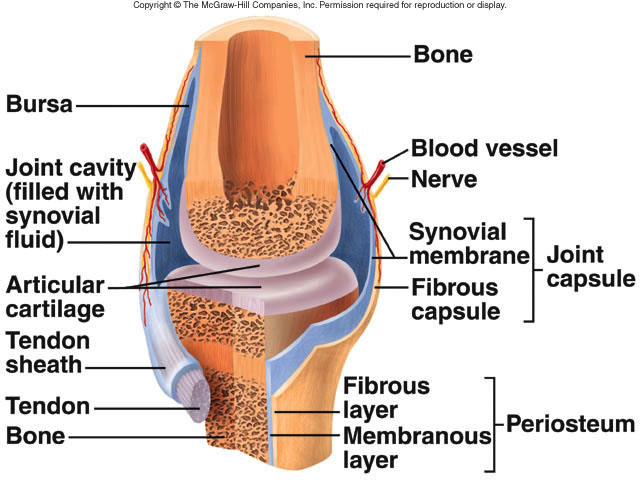 Copyright © The McGraw-Hill Companies, Inc. Permission required for reproduction or display.
Bone
Bursa
Blood vessel
Nerve
Joint cavity
(filled with
synovial
fluid)
Synovial
membrane
Fibrous
capsule
Joint
capsule
Articular
cartilage
Tendon
sheath
Tendon
Bone
Fibrous
layer
Membranous
layer
Periosteum